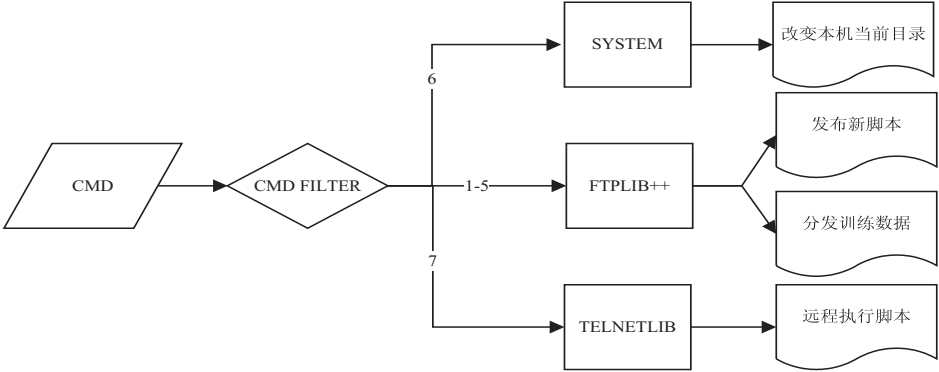 SYSTEM
改变本机当前目录
6
发布新脚本
CMD
CMD FILTER
1-5
FTPLIB++
分发训练数据
7
TELNETLIB
远程执行脚本